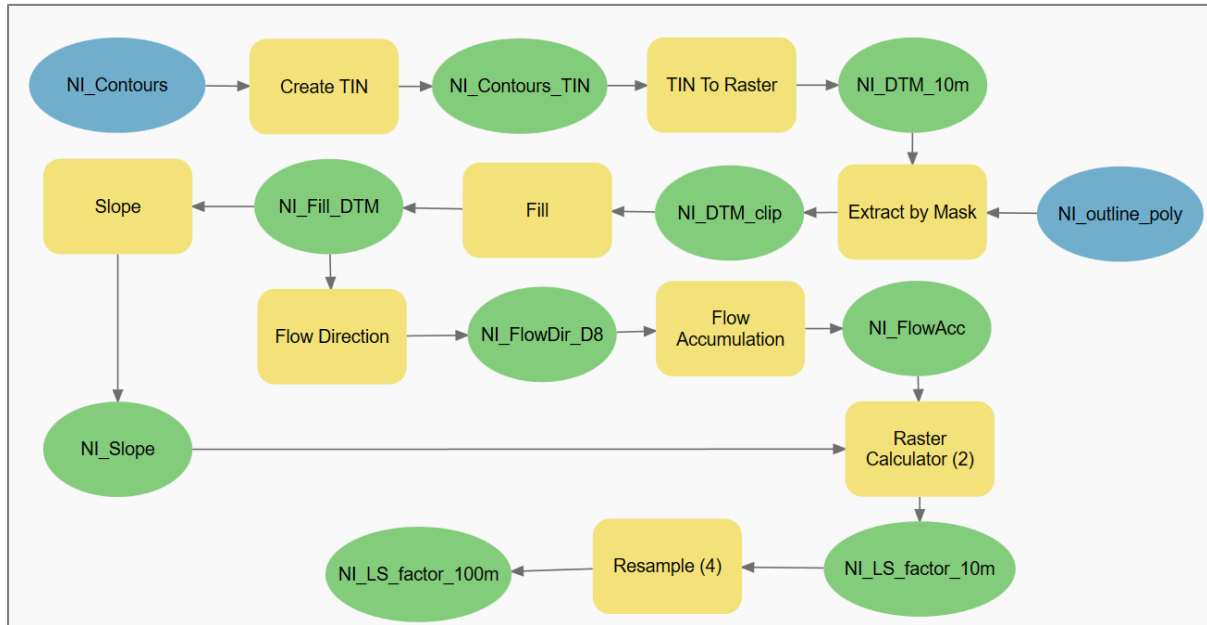 NI_Contours
Create TIN
NI_Contours_TIN
TIN To Raster
NI_DTM_10m
Slope
NI_Fill_DTM
Fill
NI_DTM_clip
Extract by Mask
NI_outline_poly
Flow Direction
NI_FlowDir_D8
Flow
Accumulation
NI_FlowAcc
NI_Slope
Raster
Calculator (2)
NI_LS_factor_100m
Resample (4)
NI_LS_factor_10m